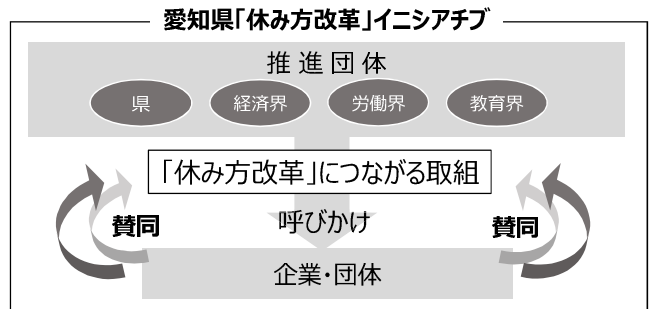 愛知県「休み方改革」イニシアチブ
推進団体
県 経済界 労働界 教育界
「休み方改革」につながる取組
賛同 呼びかけ 賛同
企業・団体